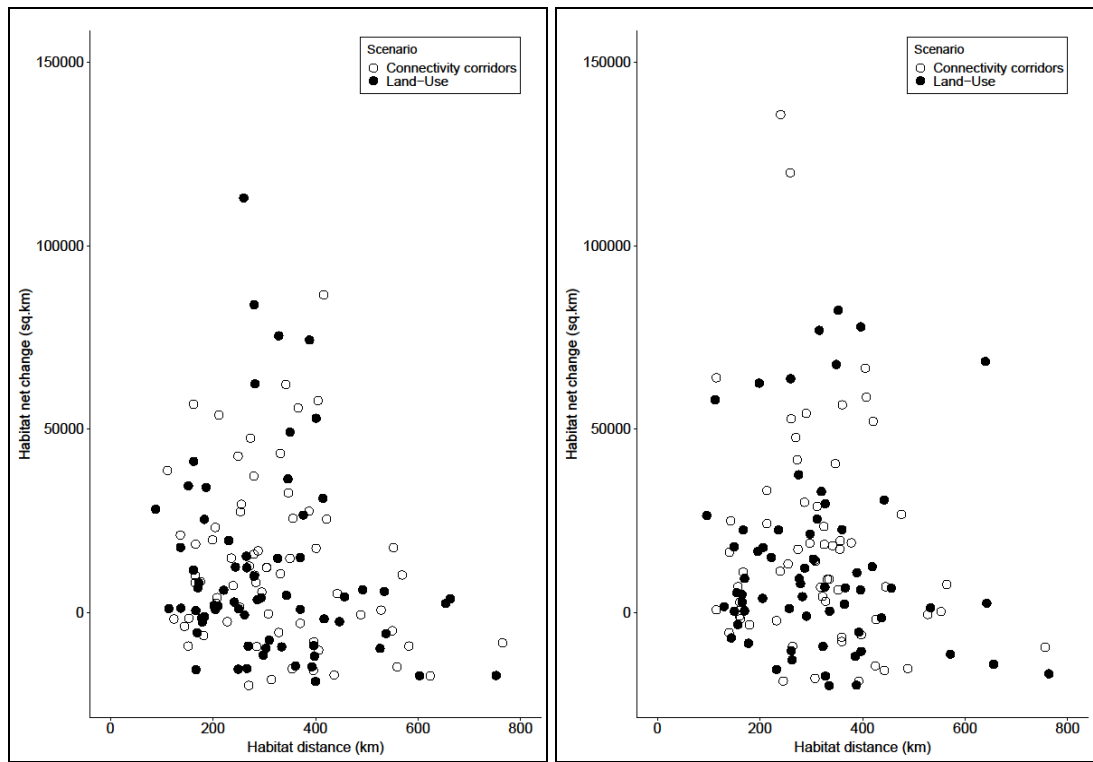 150000
100000
50000
0
Habitat net change (sq.km)
Scenario
Connectivity corridors
Land-Use
0 200 400 600 800
Habitat distance (km)
150000
100000
50000
0
Habitat net change (sq.km)
Scenario
Connectivity corridors
Land-Use
0 200 400 600 800
Habitat distance (km)